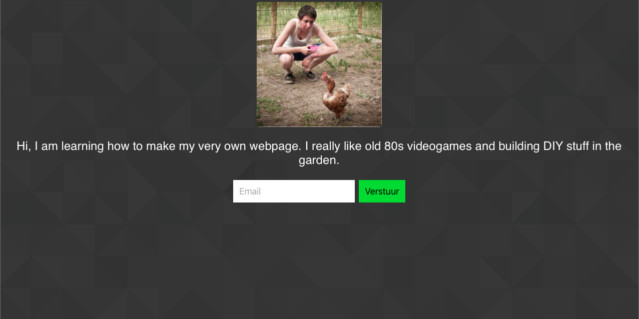 Hi, I am learning how to make my very own webpage. I really like old 80s videogames and building DIY stuff in the
garden.
Email
Verstuur